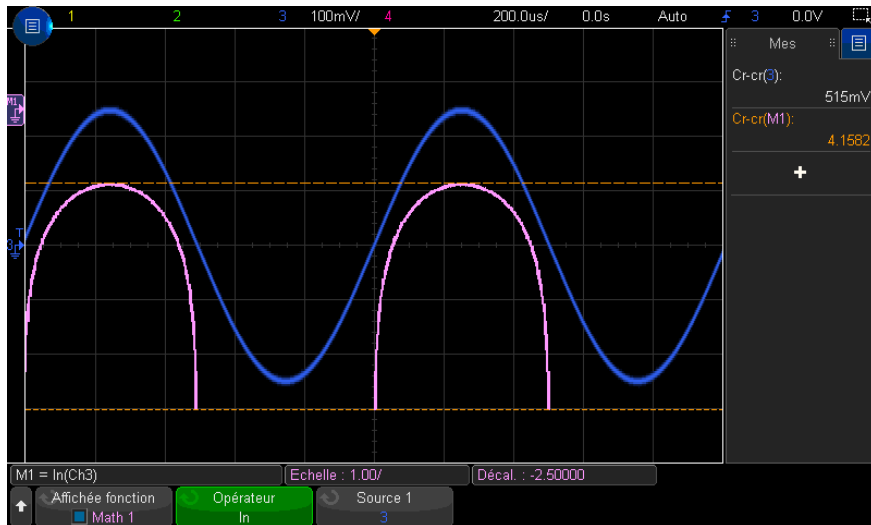 1 2 3 100mV/ 4 200.0us/ 0.0s Auto 3 0.0V
Mes
Cr-cr(3):
515mV
Cr-cr(M1):
4.1582
+
M1
T
3
M1 = ln(Ch3) Echelle : 1.00/ Décal. : -2.50000
Affichée fonction Opérateur Source 1
Math 1 ln 3